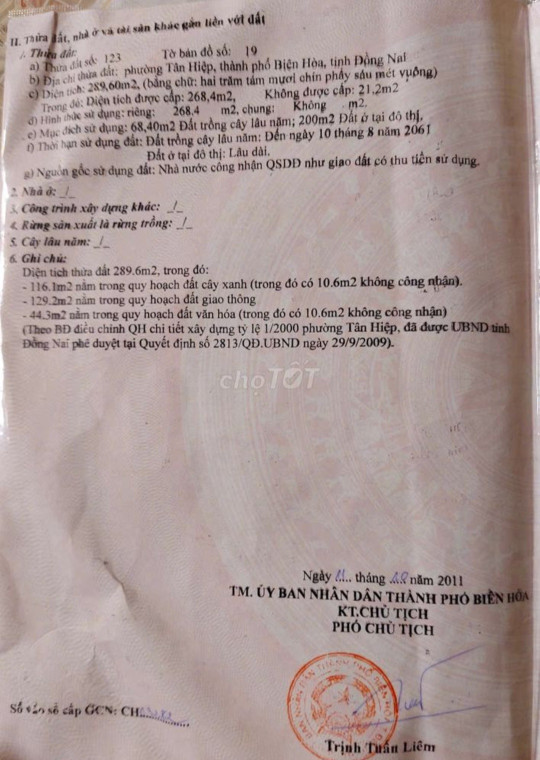 II. Thửa đất, nhà ở và tài sản khác gắn liền với đất
1. Thửa đất:
a) Thửa đất số: 123 Tờ bản đồ số: 19
b) Địa chỉ thửa đất: phường Tân Hiệp, thành phố Biên Hòa, tỉnh Đồng Nai
c) Diện tích: 289,60m2, (bằng chữ: hai trăm tám mươi chín phẩy sáu mét vuông)
Trong đó: Diện tích được cấp: 268,4m2, Không được cấp: 21,2m2
d) Hình thức sử dụng: riêng: 268.4 m2, chung: Không m2.
e) Mục đích sử dụng: 68,40m2 Đất trồng cây lâu năm; 200m2 Đất ở tại đô thị,
f) Thời hạn sử dụng đất: Đất trồng cây lâu năm: Đến ngày 10 tháng 8 năm 2061
Đất ở tại đô thị: Lâu dài.
g) Nguồn gốc sử dụng đất: Nhà nước công nhận QSDĐ như giao đất có thu tiền sử dụng.
2. Nhà ở: _/_
3. Công trình xây dựng khác: _/_
4. Rừng sản xuất là rừng trồng: _/_
5. Cây lâu năm: _/_
6. Ghi chú:
Diện tích thửa đất 289.6m2, trong đó:
- 116.1m2 nằm trong quy hoạch đất cây xanh (trong đó có 10.6m2 không công nhận).
- 129.2m2 nằm trong quy hoạch đất giao thông
- 44.3m2 nằm trong quy hoạch đất văn hóa (trong đó có 10.6m2 không công nhận)
(Theo BĐ điều chỉnh QH chi tiết xây dựng tỷ lệ 1/2000 phường Tân Hiệp, đã được UBND tỉnh
Đồng Nai phê duyệt tại Quyết định số 2813/QĐ.UBND ngày 29/9/2009).
chợTỐT
Ngày 11 tháng 08 năm 2011
TM. ỦY BAN NHÂN DÂN THÀNH PHỐ BIÊN HÒA
KT.CHỦ TỊCH
PHÓ CHỦ TỊCH
Số vào sổ cấp GCN: CH
Trịnh Tuấn Liêm